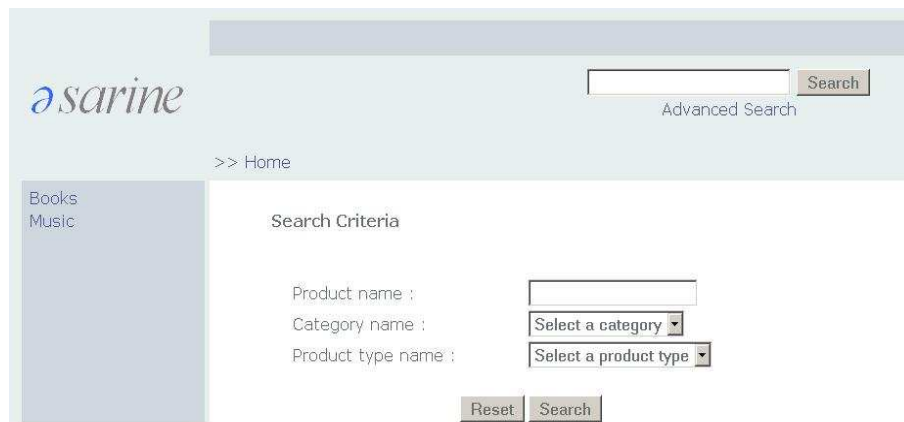 əsarine
Search
Advanced Search
>> Home
Books
Music
Search Criteria
Product name :
Category name : Select a category
Product type name : Select a product type
Reset Search